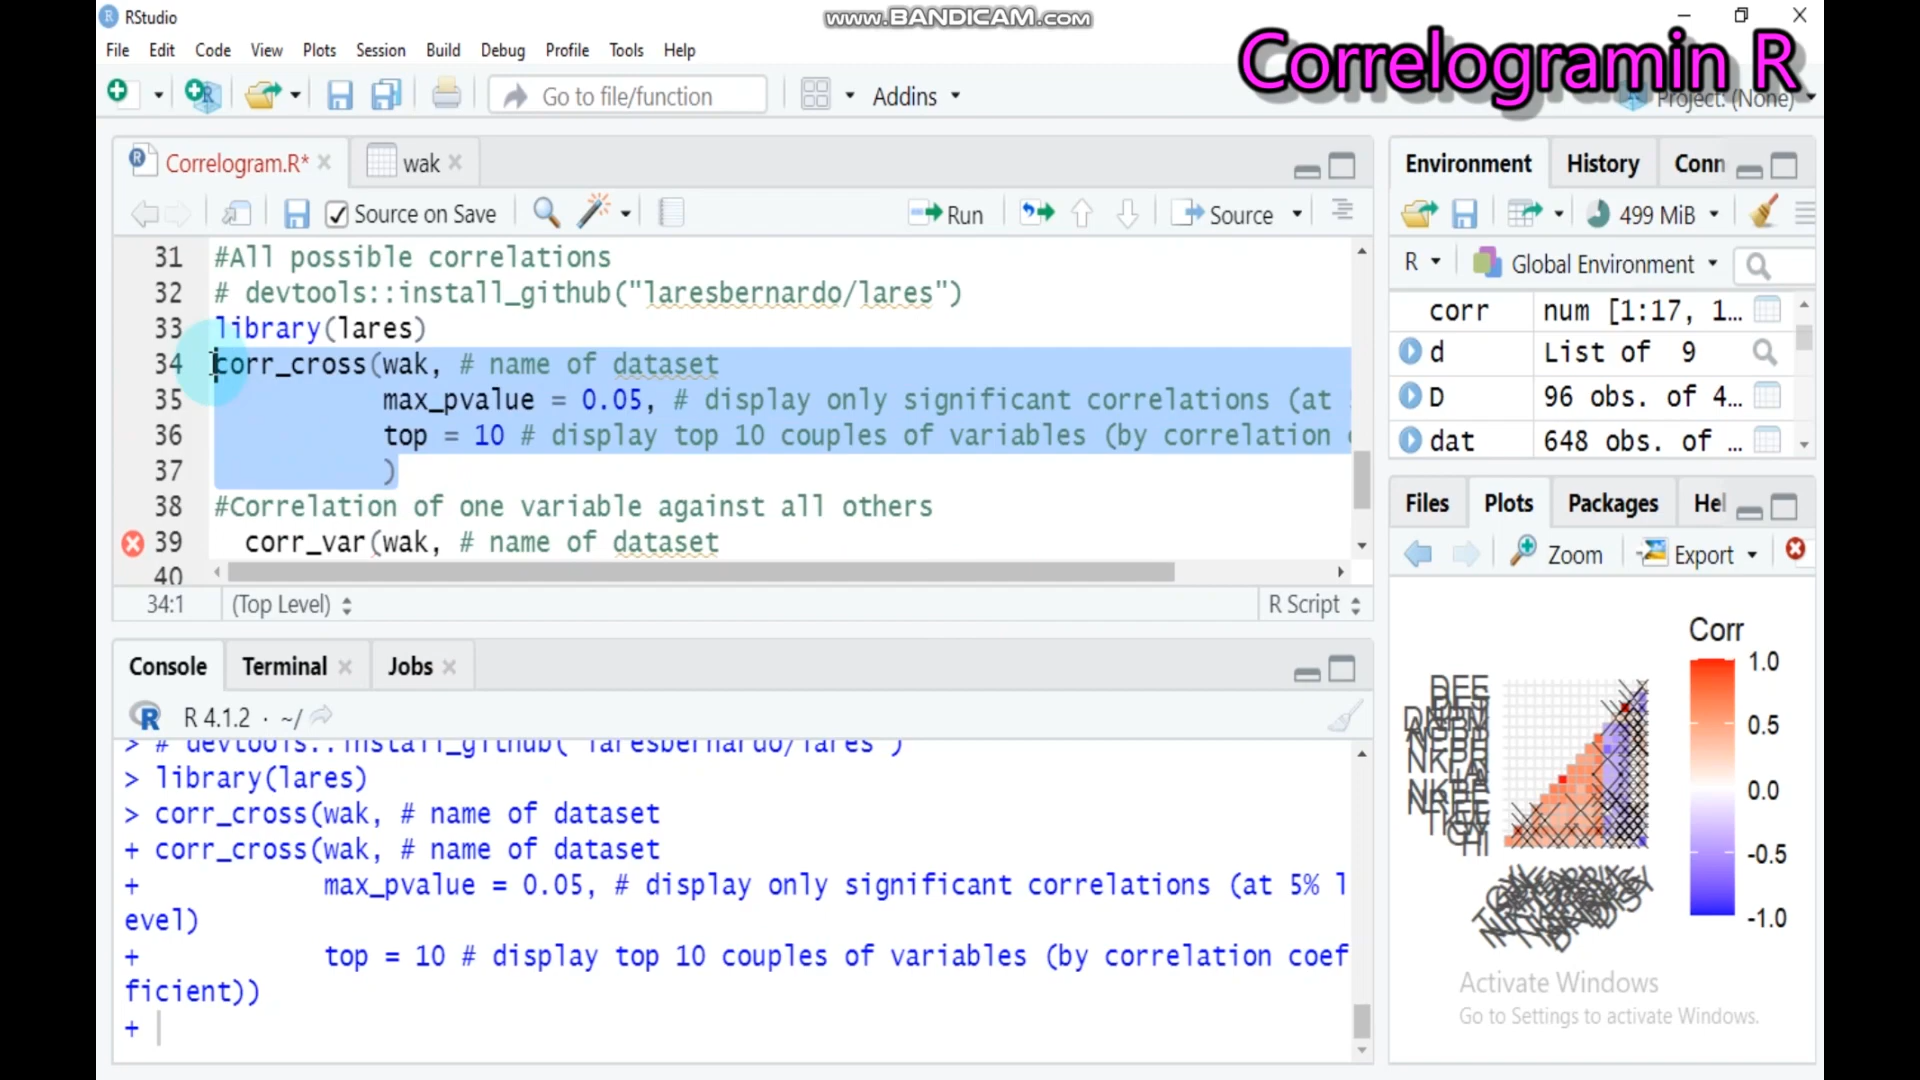 RStudio
www.BANDICAM.com
File Edit Code View Plots Session Build Debug Profile Tools Help
Correlogramin R
Go to file/function
Addins
Project: (None)
Correlogram.R*
wak
Source on Save
Run
Source
31 #All possible correlations
32 # devtools::install_github("laresbernardo/lares")
33 library(lares)
34 corr_cross(wak, # name of dataset
35 max_pvalue = 0.05, # display only significant correlations (at
36 top = 10 # display top 10 couples of variables (by correlation
37 )
38 #Correlation of one variable against all others
39 corr_var(wak, # name of dataset
40
34:1 (Top Level) R Script
Console Terminal Jobs
R 4.1.2 · ~/
> # devtools::install_github("laresbernardo/lares")
> library(lares)
> corr_cross(wak, # name of dataset
+ corr_cross(wak, # name of dataset
+ max_pvalue = 0.05, # display only significant correlations (at 5% l
evel)
+ top = 10 # display top 10 couples of variables (by correlation coef
ficient))
+
Environment History Conn
499 MiB
R Global Environment
corr num [1:17, 1…
d List of 9
D 96 obs. of 4…
dat 648 obs. of …
Files Plots Packages Hel
Zoom Export
Corr
1.0
0.5
0.0
-0.5
-1.0
Activate Windows
Go to Settings to activate Windows.